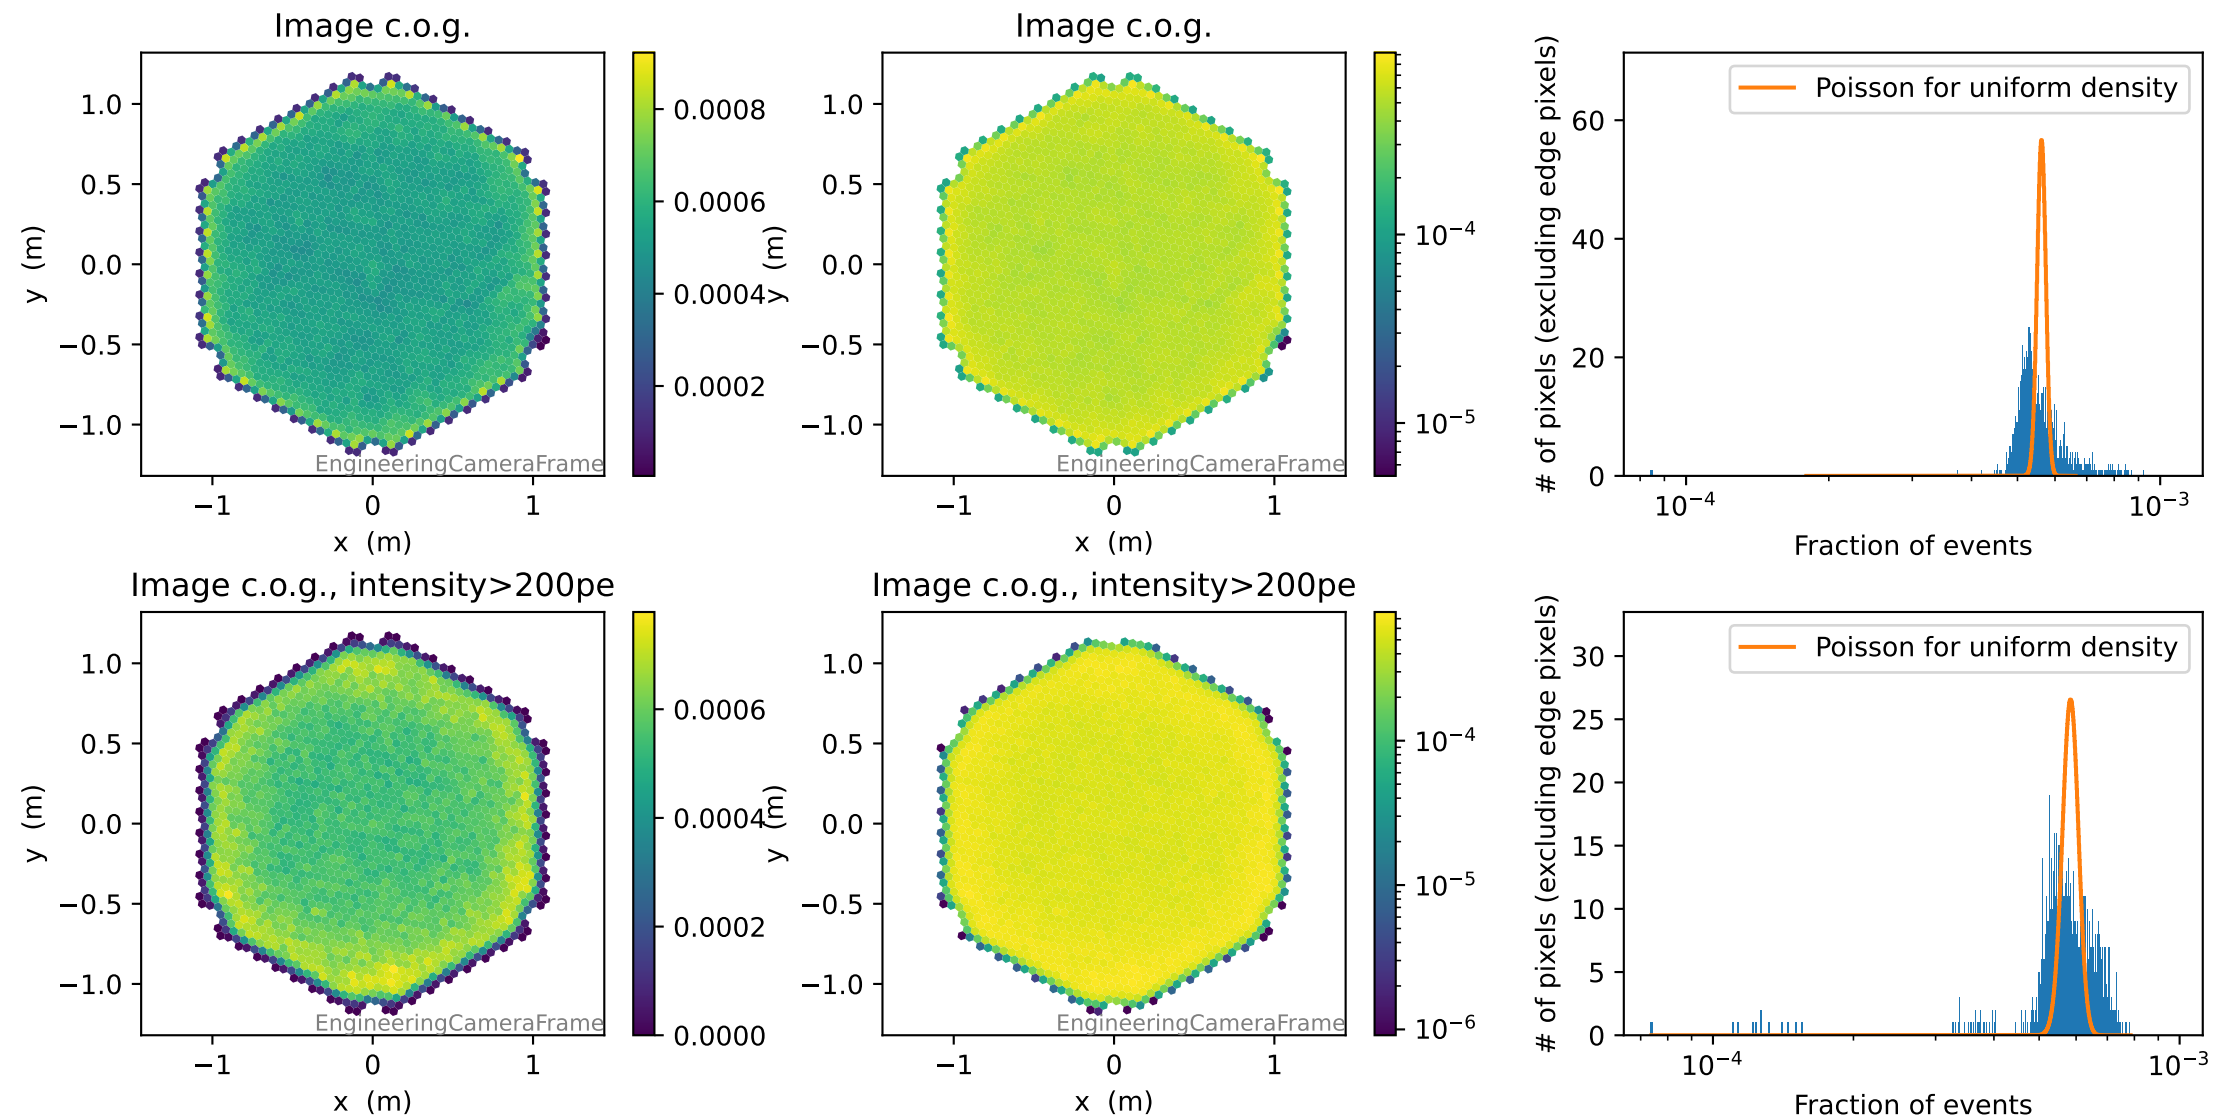 Image c.o.g.
1.0
0.5
0.0
−0.5
−1.0
y (m)
−1
0
1
x (m)
EngineeringCameraFrame
0.0008
0.0006
0.0004
0.0002
Image c.o.g.
1.0
0.5
0.0
−0.5
−1.0
y (m)
−1
0
1
x (m)
EngineeringCameraFrame
10⁻⁴
10⁻⁵
# of pixels (excluding edge pixels)
60
40
20
0
Poisson for uniform density
10⁻⁴
10⁻³
Fraction of events
Image c.o.g., intensity>200pe
1.0
0.5
0.0
−0.5
−1.0
y (m)
−1
0
1
x (m)
EngineeringCameraFrame
0.0006
0.0004
0.0002
0.0000
Image c.o.g., intensity>200pe
1.0
0.5
0.0
−0.5
−1.0
y (m)
−1
0
1
x (m)
EngineeringCameraFrame
10⁻⁴
10⁻⁵
10⁻⁶
# of pixels (excluding edge pixels)
30
25
20
15
10
5
0
Poisson for uniform density
10⁻⁴
10⁻³
Fraction of events